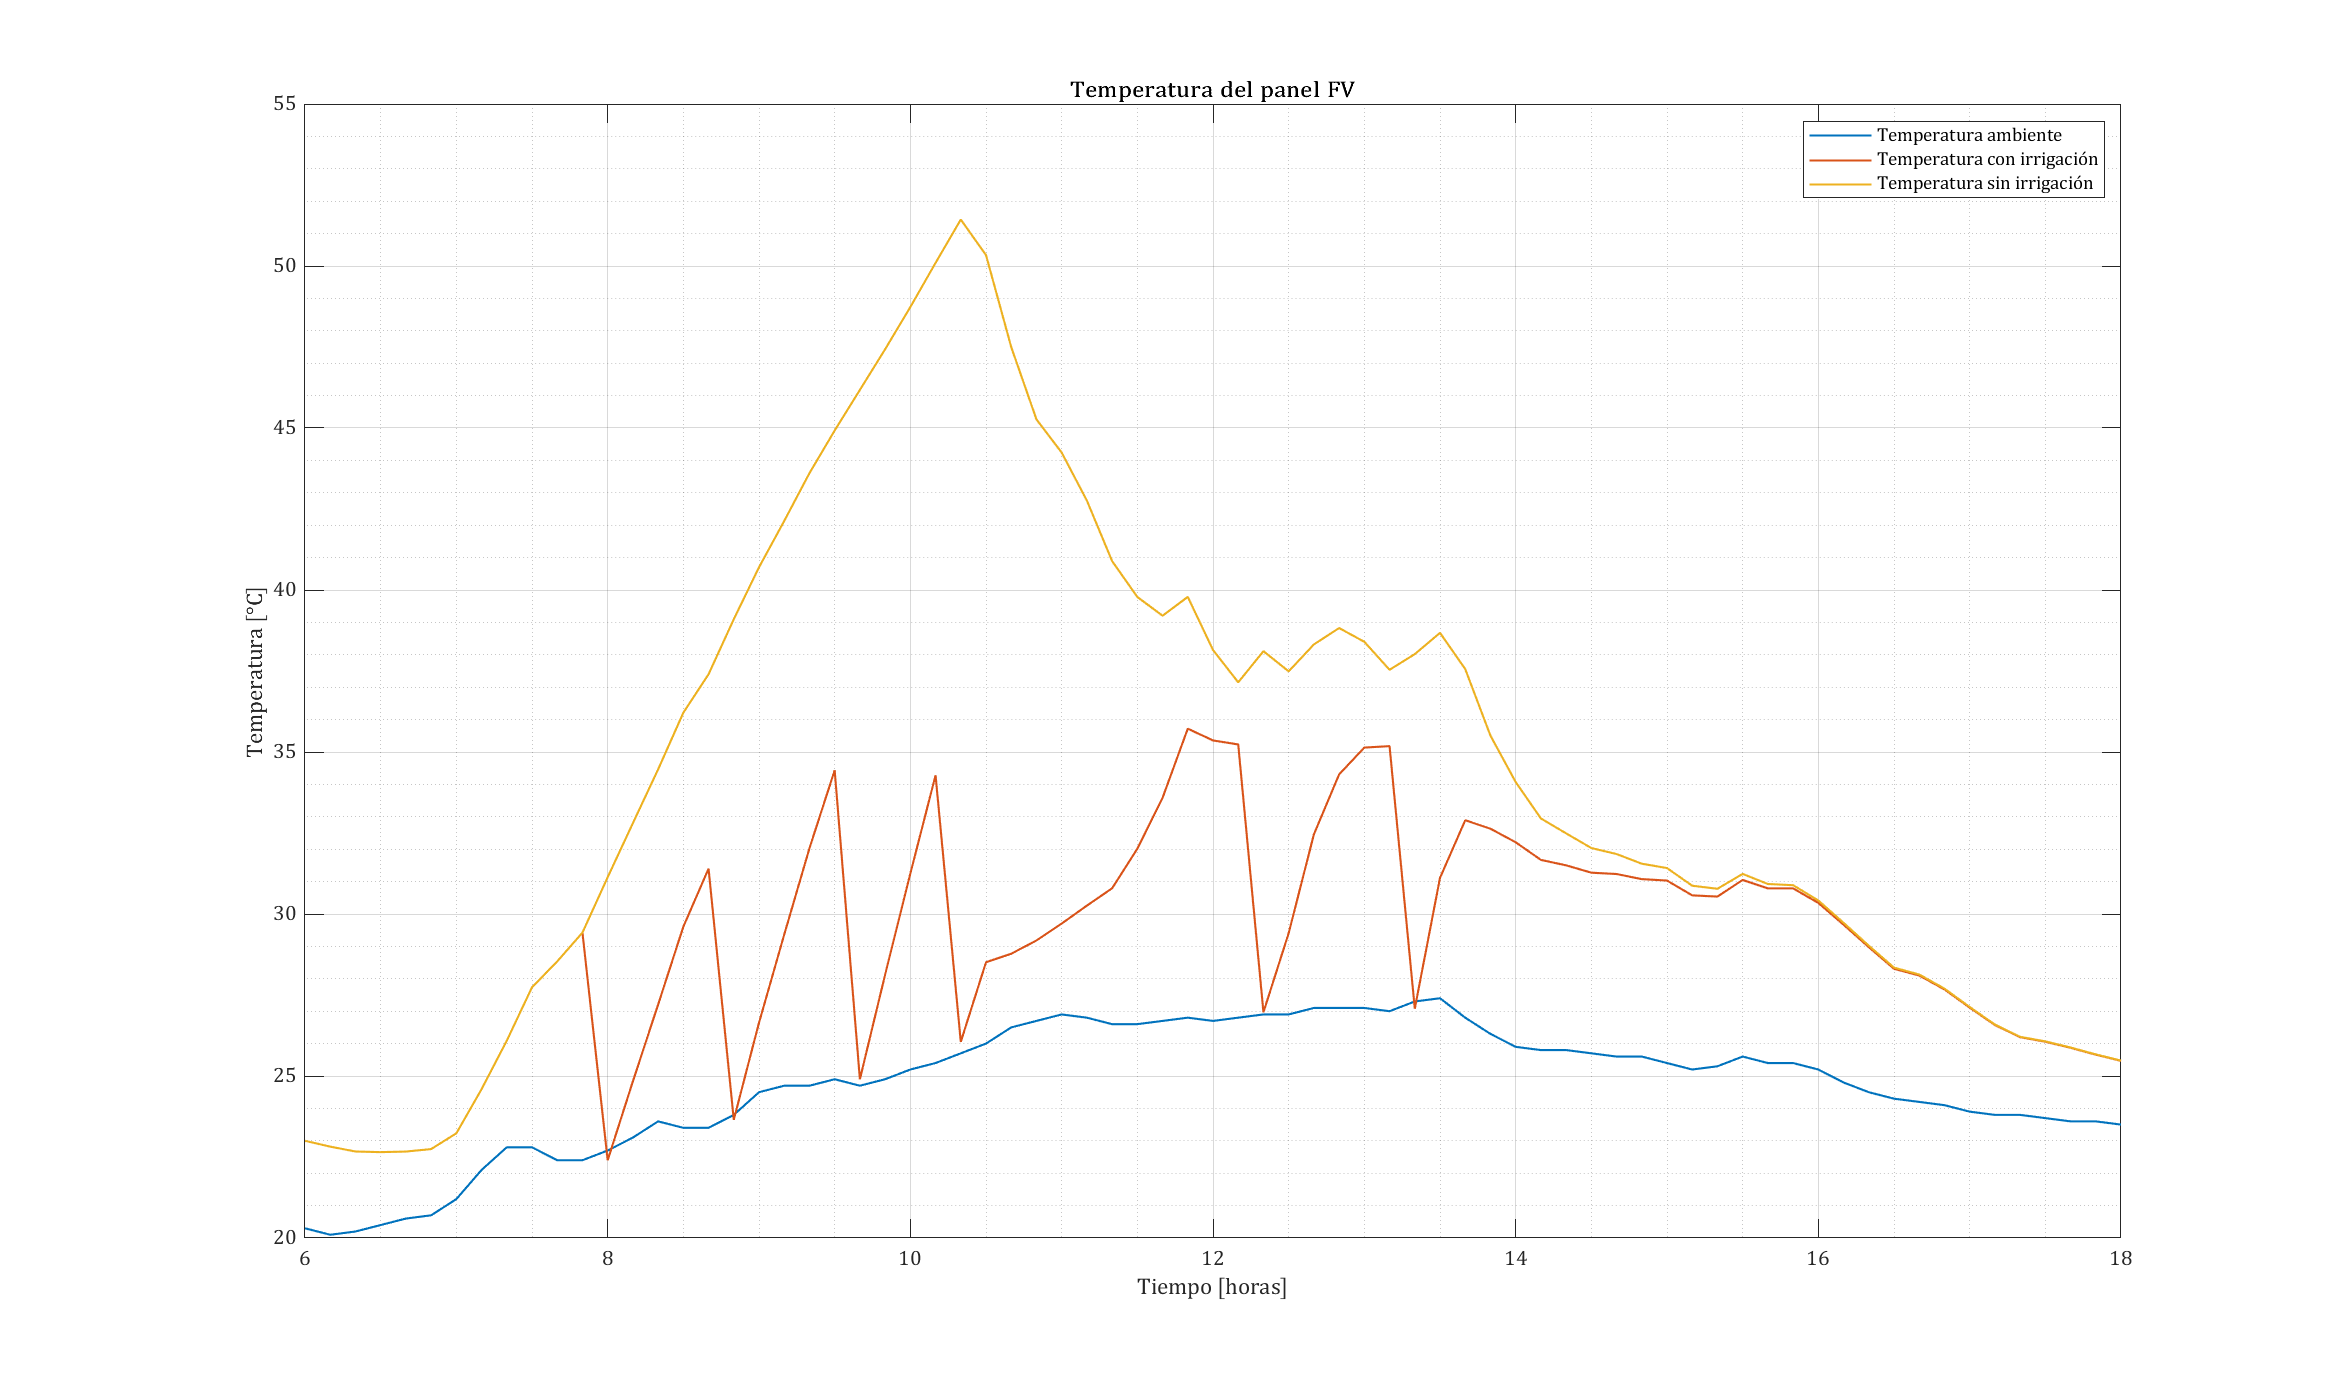 Temperatura del panel FV
Temperatura ambiente
Temperatura con irrigación
Temperatura sin irrigación
55
50
45
40
35
30
25
20
Temperatura [°C]
6 8 10 12 14 16 18
Tiempo [horas]